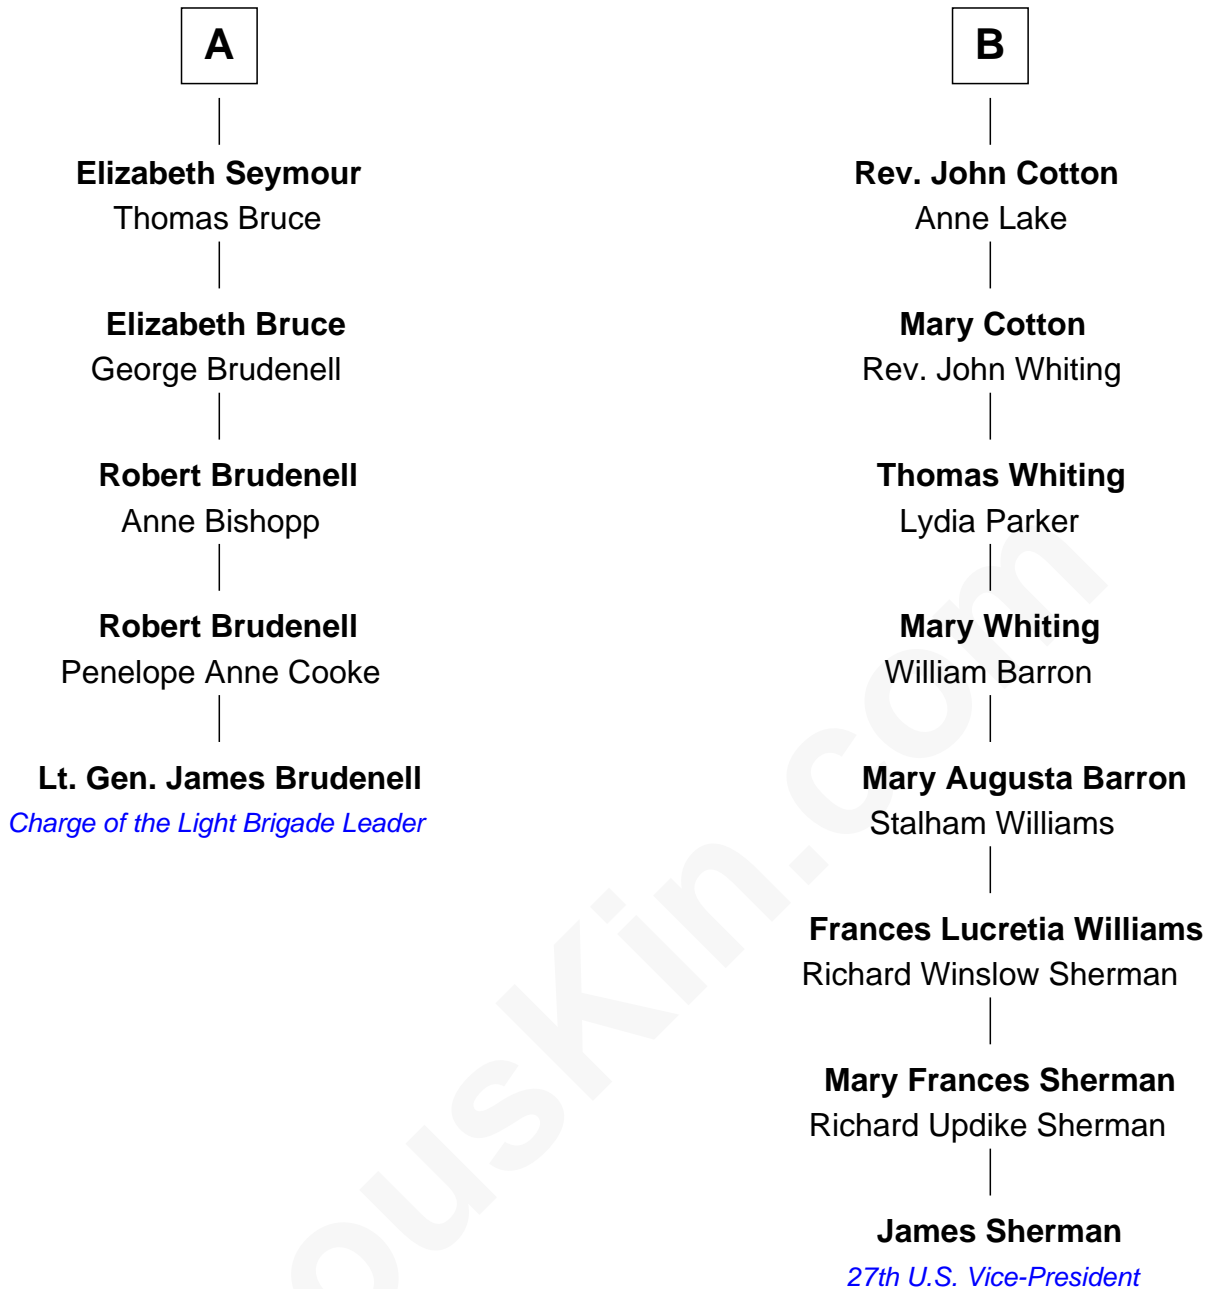 A
Elizabeth Seymour
Thomas Bruce
Elizabeth Bruce
George Brudenell
Robert Brudenell
Anne Bishopp
Robert Brudenell
Penelope Anne Cooke
Lt. Gen. James Brudenell
Charge of the Light Brigade Leader
B
Rev. John Cotton
Anne Lake
Mary Cotton
Rev. John Whiting
Thomas Whiting
Lydia Parker
Mary Whiting
William Barron
Mary Augusta Barron
Stalham Williams
Frances Lucretia Williams
Richard Winslow Sherman
Mary Frances Sherman
Richard Updike Sherman
James Sherman
27th U.S. Vice-President
ousKin.com